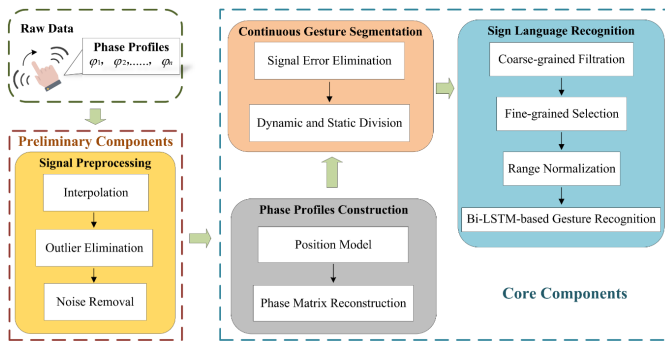 Raw Data
Phase Profiles
φ1, φ2,......, φn
Preliminary Components
Signal Preprocessing
Interpolation
Outlier Elimination
Noise Removal
Continuous Gesture Segmentation
Signal Error Elimination
Dynamic and Static Division
Phase Profiles Construction
Position Model
Phase Matrix Reconstruction
Sign Language Recognition
Coarse-grained Filtration
Fine-grained Selection
Range Normalization
Bi-LSTM-based Gesture Recognition
Core Components